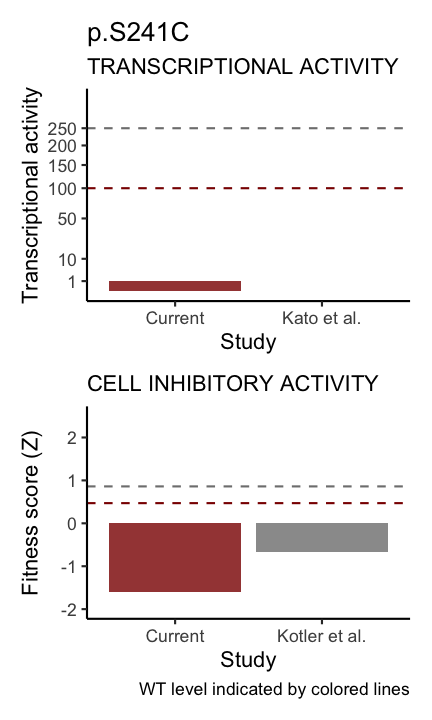 p.S241C
TRANSCRIPTIONAL ACTIVITY
Transcriptional activity
250
200
150
100
50
10
1
Current
Kato et al.
Study
CELL INHIBITORY ACTIVITY
Fitness score (Z)
2
1
0
-1
-2
Current
Kotler et al.
Study
WT level indicated by colored lines